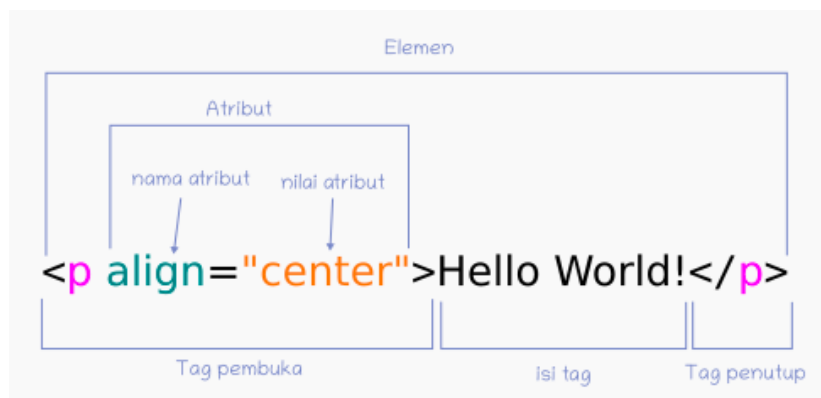 Elemen
Atribut
nama atribut nilai atribut
<p align="center">Hello World!</p>
Tag pembuka isi tag Tag penutup